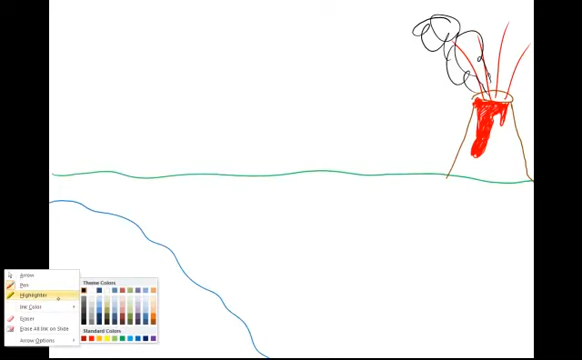 Arrow
Pen
Highlighter
Ink Color
Eraser
Erase All Ink on Slide
Arrow Options
Theme Colors
Standard Colors